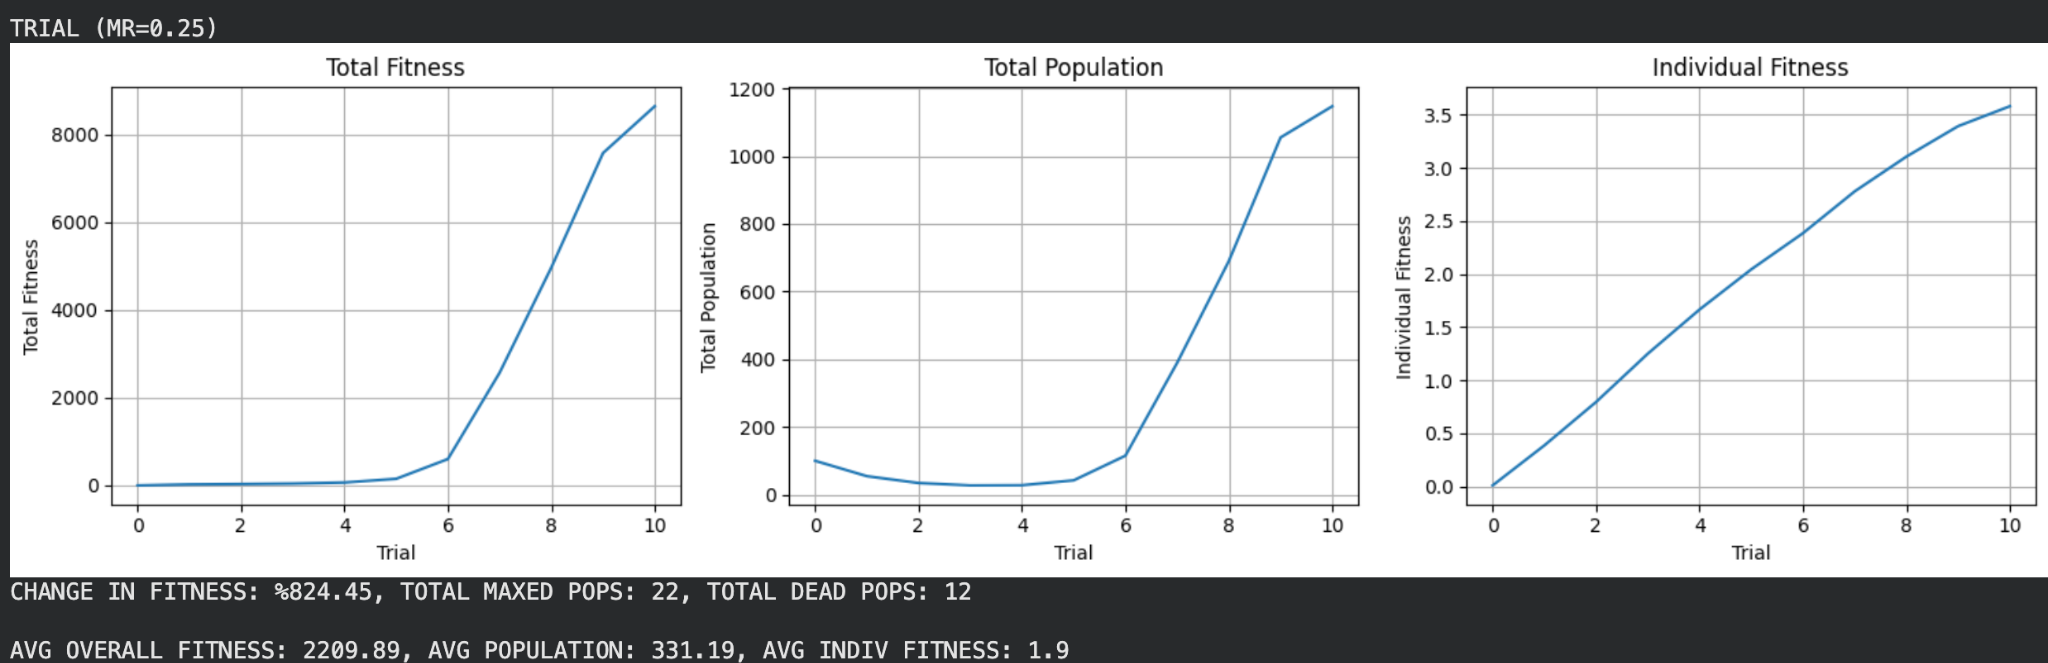 TRIAL (MR=0.25)
Total Fitness
Total Fitness
8000
6000
4000
2000
0
0 2 4 6 8 10
Trial
Total Population
Total Population
1200
1000
800
600
400
200
0
0 2 4 6 8 10
Trial
Individual Fitness
Individual Fitness
3.5
3.0
2.5
2.0
1.5
1.0
0.5
0.0
0 2 4 6 8 10
Trial
CHANGE IN FITNESS: %824.45, TOTAL MAXED POPS: 22, TOTAL DEAD POPS: 12
AVG OVERALL FITNESS: 2209.89, AVG POPULATION: 331.19, AVG INDIV FITNESS: 1.9